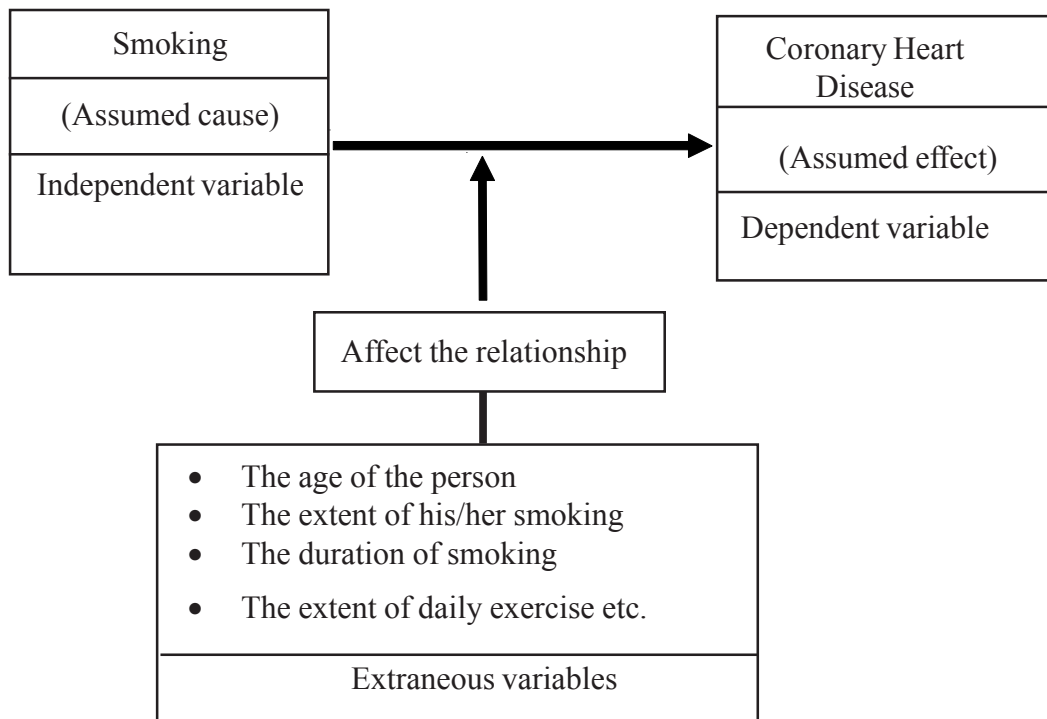 Smoking
(Assumed cause)
Independent variable
Coronary Heart
Disease
(Assumed effect)
Dependent variable
Affect the relationship
• The age of the person
• The extent of his/her smoking
• The duration of smoking
• The extent of daily exercise etc.
Extraneous variables